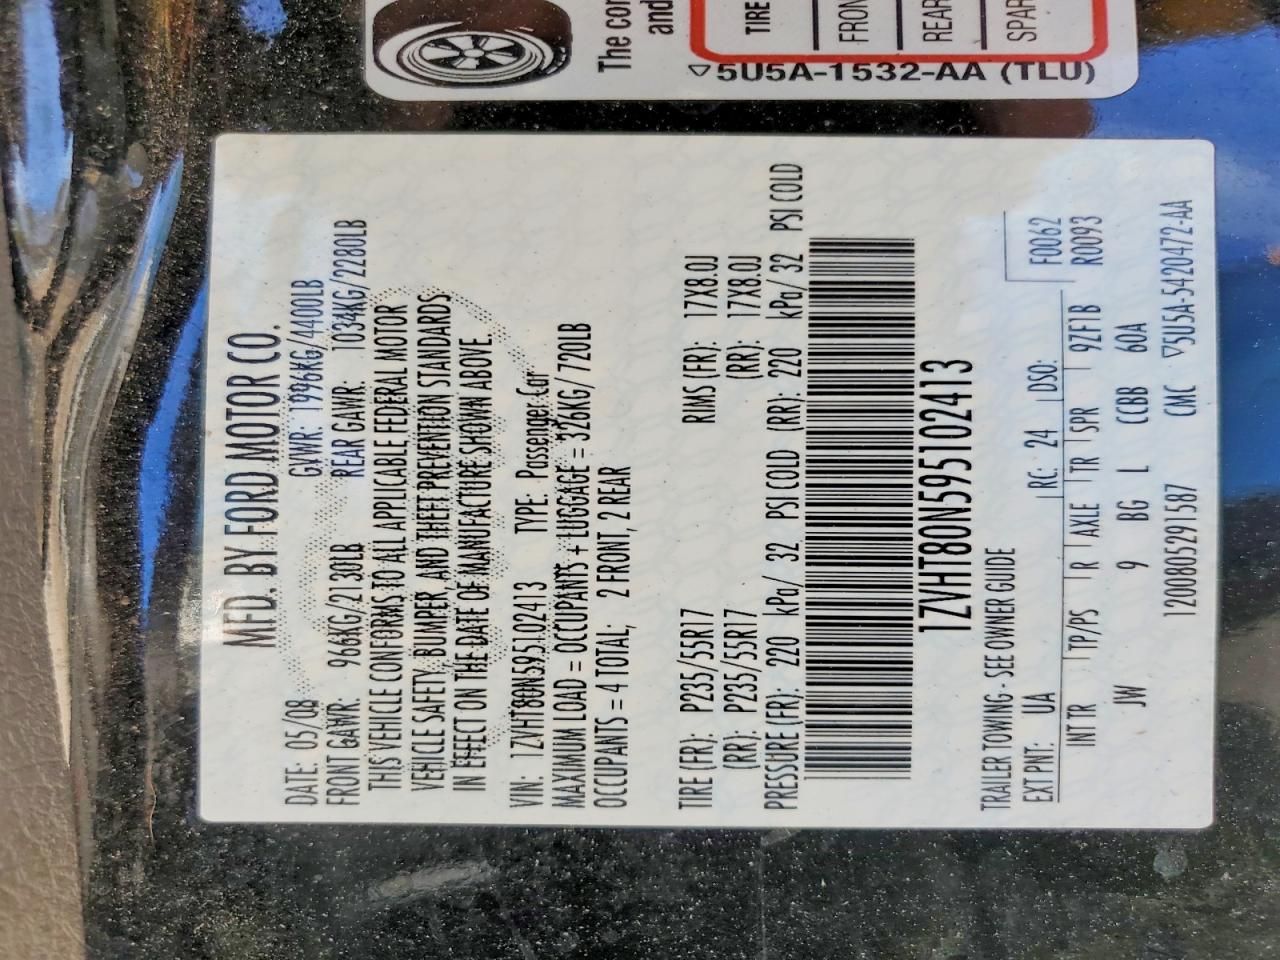 MFD. BY FORD MOTOR CO.
DATE: 05/08 GVWR: 1996KG/4400LB
FRONT GAWR: 966KG/2130LB REAR GAWR: 1034KG/2280LB
THIS VEHICLE CONFORMS TO ALL APPLICABLE FEDERAL MOTOR
VEHICLE SAFETY, BUMPER, AND THEFT PREVENTION STANDARDS
IN EFFECT ON THE DATE OF MANUFACTURE SHOWN ABOVE.
VIN: 1ZVHT80N595102413 TYPE: Passenger Car
MAXIMUM LOAD = OCCUPANTS + LUGGAGE = 326KG/720LB
OCCUPANTS = 4 TOTAL; 2 FRONT, 2 REAR
TIRE (FR): P235/55R17 RIMS (FR): 17X8.0J
(RR): P235/55R17 (RR): 17X8.0J
PRESSURE (FR): 220 kPa/ 32 PSI COLD (RR): 220 kPa/ 32 PSI COLD
1ZVHT80N595102413
TRAILER TOWING - SEE OWNER GUIDE
EXT PNT: UA RC: 24 DSO: F0062
INT TR TP/PS R AXLE TR SPR 9ZF1B R0093
JW 9 BG L CCBB 60A
1200805291587 CMC ▽5U5A-5420472-AA
The con
and
TIRE
FRON
REAR
SPAR
▽5U5A-1532-AA (TLU)